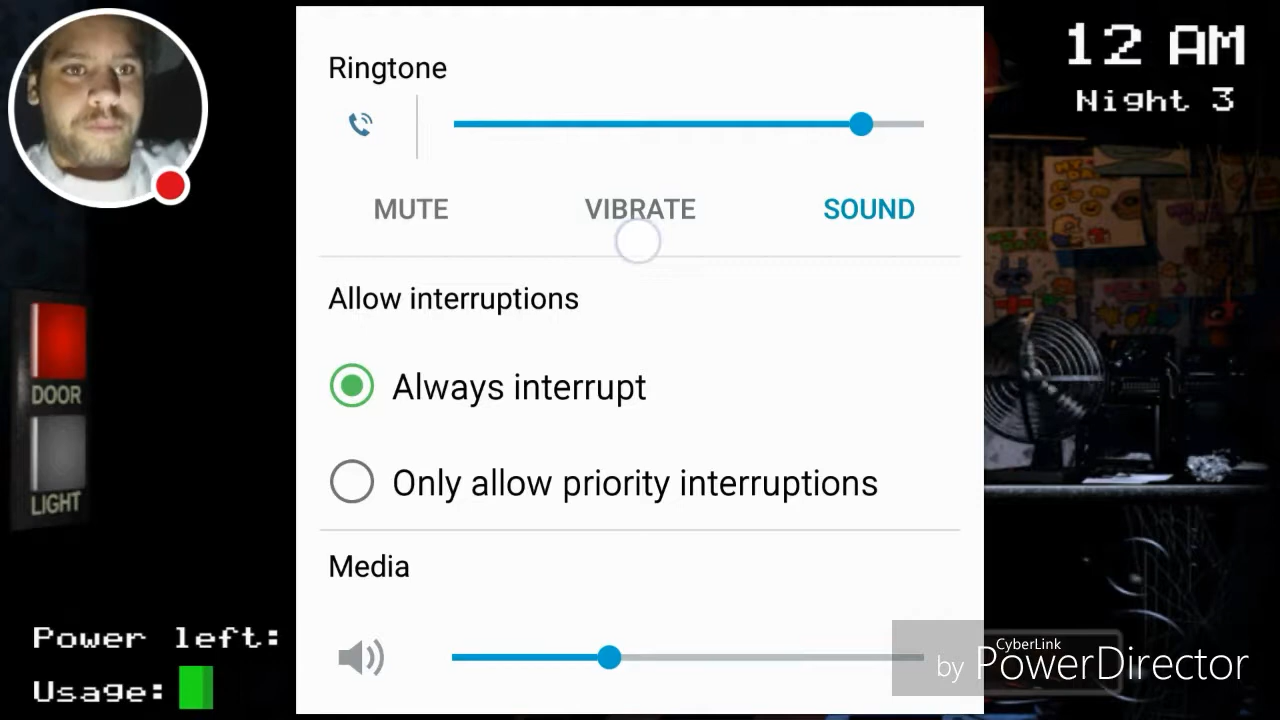 Ringtone
12 AM
Night 3
MUTE VIBRATE SOUND
Allow interruptions
Always interrupt
DOOR
Only allow priority interruptions
LIGHT
Media
Power left:
Usage:
CyberLink
by PowerDirector